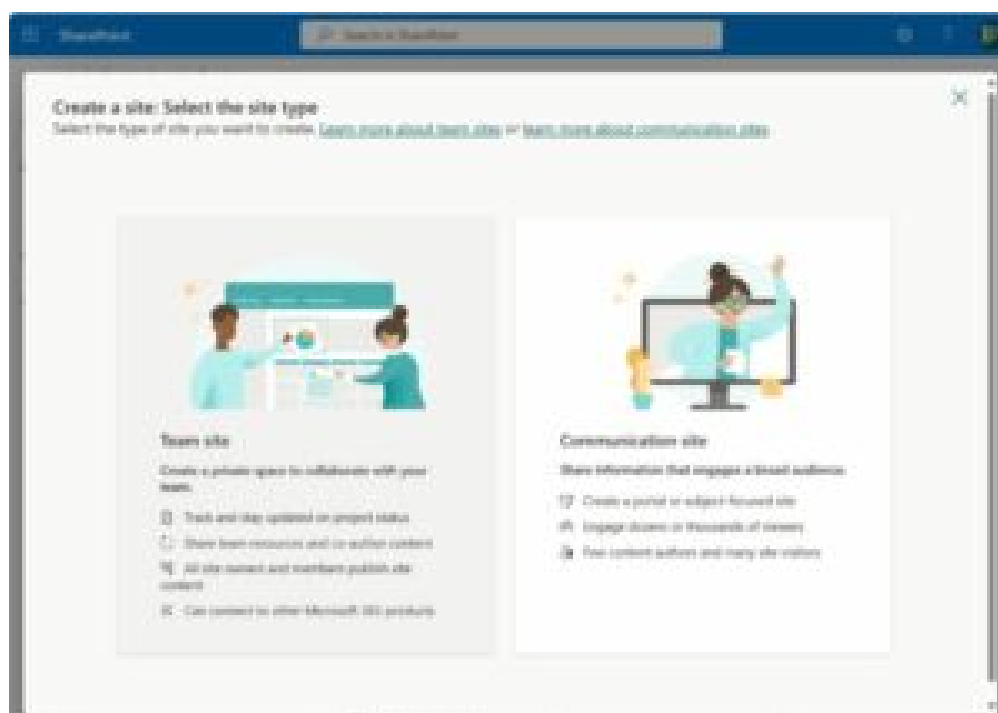 SharePoint
Search in SharePoint
Create a site: Select the site type
Select the type of site you want to create. Learn more about team sites or learn more about communication sites.
Team site
Create a private space to collaborate with your
team.
Track and stay updated on project status
Share team resources and co-author content
All site owners and members publish site
content
Can connect to other Microsoft 365 products
Communication site
Share information that engages a broad audience.
Create a portal or subject-focused site
Engage dozens or thousands of viewers
Few content authors and many site visitors